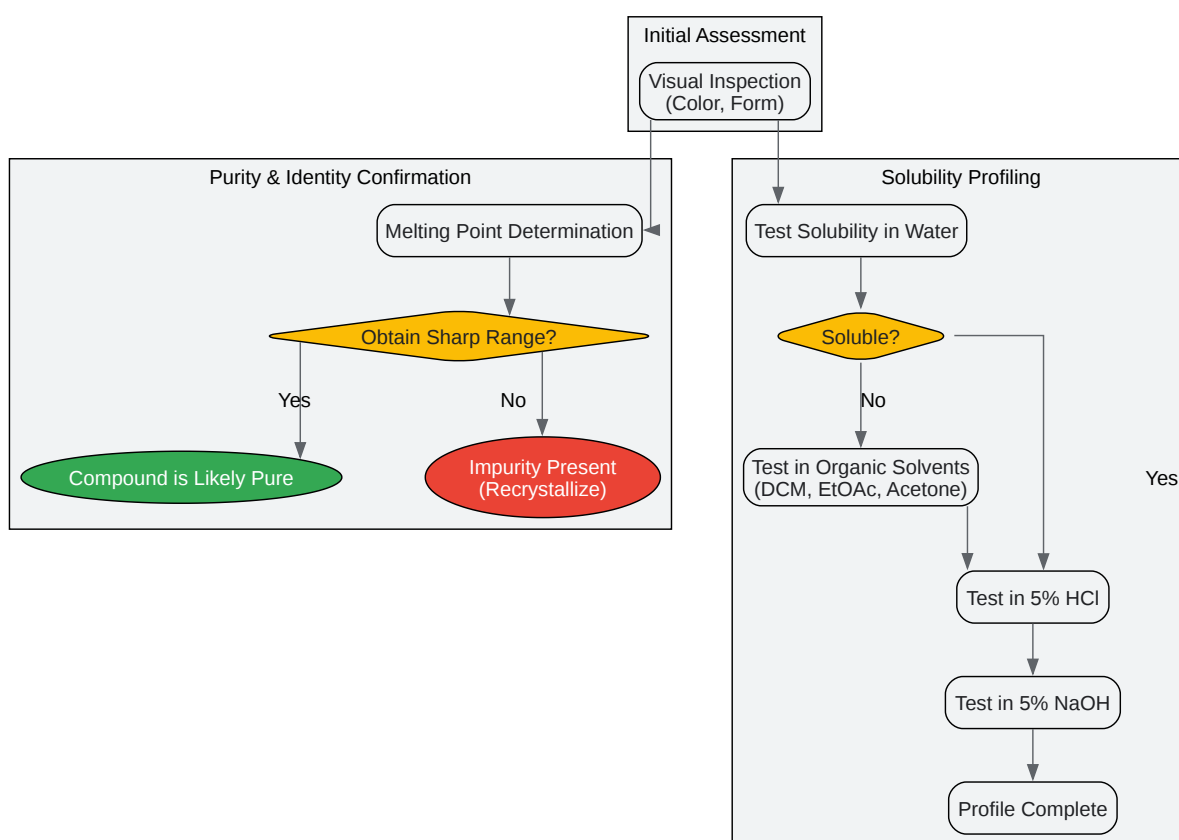 Initial Assessment
Visual Inspection
(Color, Form)
Purity & Identity Confirmation
Melting Point Determination
Obtain Sharp Range?
Yes
No
Compound is Likely Pure
Impurity Present
(Recrystallize)
Solubility Profiling
Test Solubility in Water
Soluble?
No
Yes
Test in Organic Solvents
(DCM, EtOAc, Acetone)
Test in 5% HCl
Test in 5% NaOH
Profile Complete